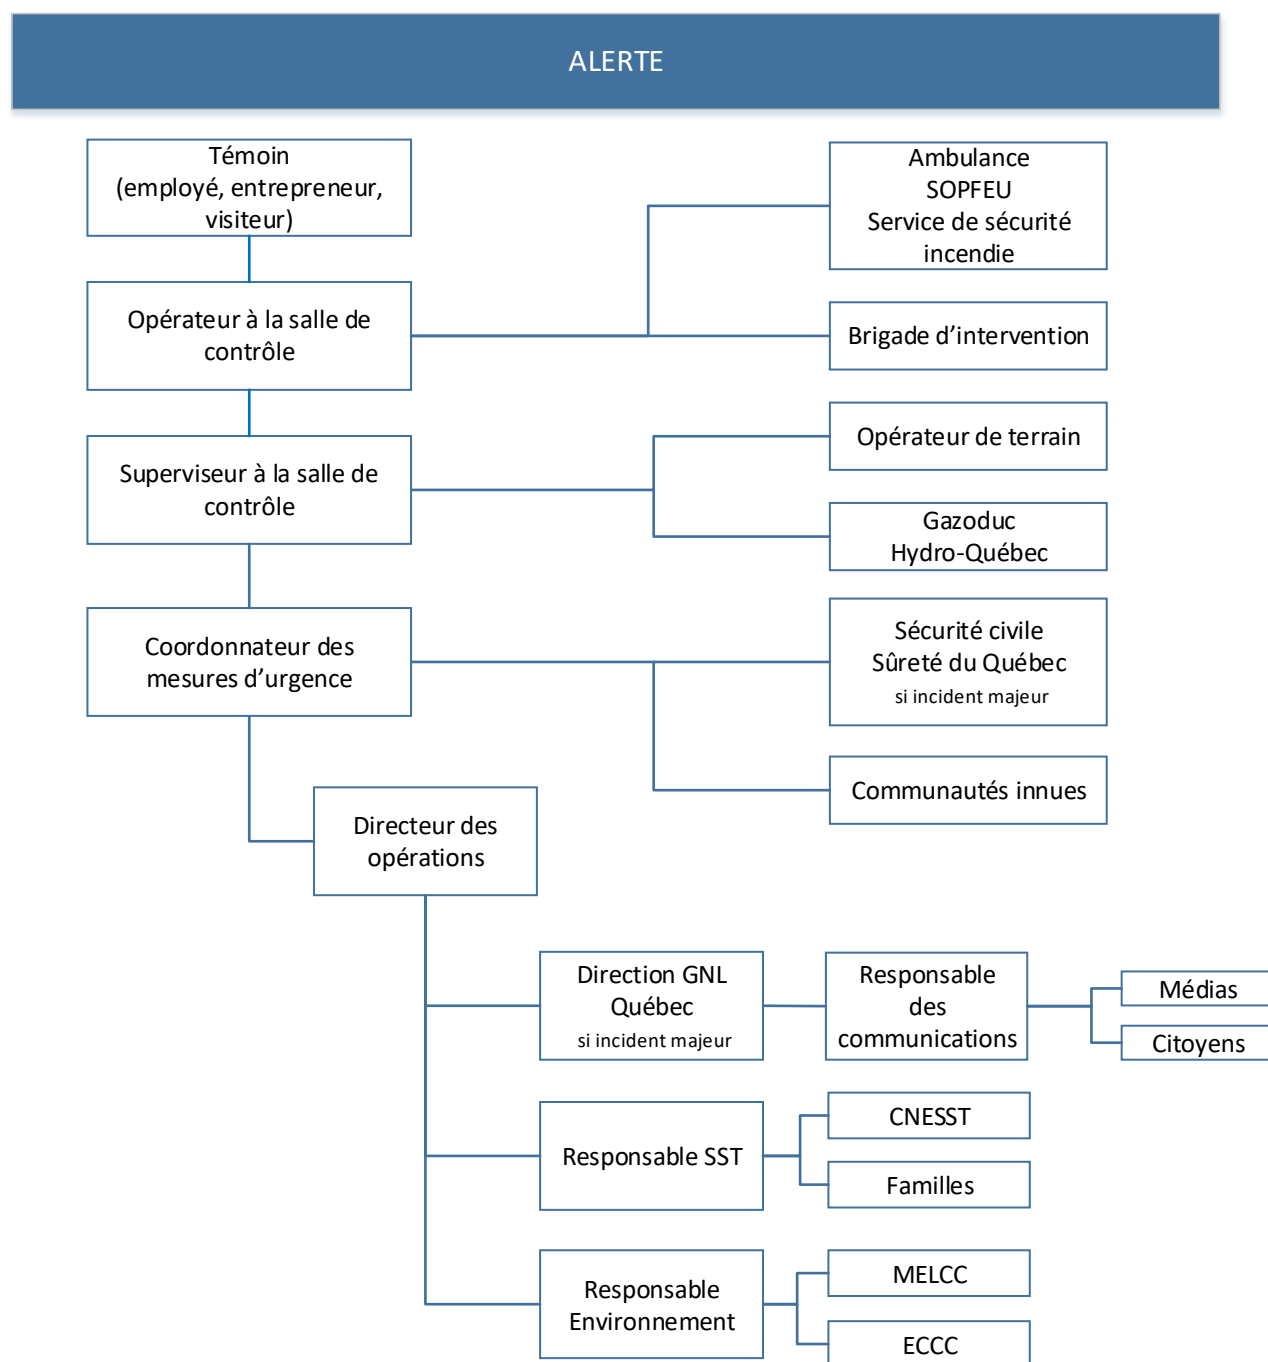 ALERTE
Témoin
(employé, entrepreneur,
visiteur)
Ambulance
SOPFEU
Service de sécurité
incendie
Opérateur à la salle de
contrôle
Brigade d’intervention
Superviseur à la salle de
contrôle
Opérateur de terrain
Gazoduc
Hydro-Québec
Coordonnateur des
mesures d’urgence
Sécurité civile
Sûreté du Québec
si incident majeur
Communautés innues
Directeur des
opérations
Direction GNL
Québec
si incident majeur
Responsable
des
communications
Médias
Citoyens
Responsable SST
CNESST
Familles
Responsable
Environnement
MELCC
ECCC